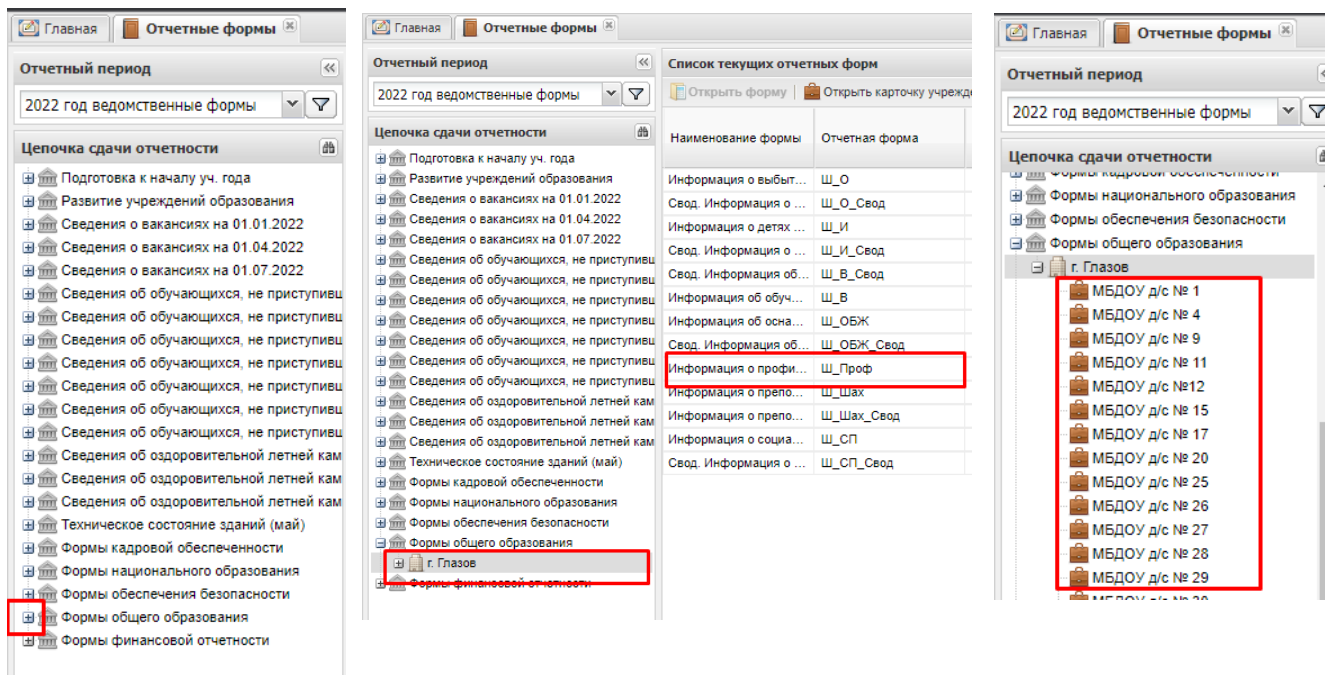 Главная
Отчетные формы
Отчетный период
2022 год ведомственные формы
Цепочка сдачи отчетности
Подготовка к началу уч. года
Развитие учреждений образования
Сведения о вакансиях на 01.01.2022
Сведения о вакансиях на 01.04.2022
Сведения о вакансиях на 01.07.2022
Сведения об обучающихся, не приступивш
Сведения об обучающихся, не приступивш
Сведения об обучающихся, не приступивш
Сведения об обучающихся, не приступивш
Сведения об обучающихся, не приступивш
Сведения об обучающихся, не приступивш
Сведения об обучающихся, не приступивш
Сведения об оздоровительной летней кам
Сведения об оздоровительной летней кам
Сведения об оздоровительной летней кам
Техническое состояние зданий (май)
Формы кадровой обеспеченности
Формы национального образования
Формы обеспечения безопасности
Формы общего образования
Формы финансовой отчетности
Главная
Отчетные формы
Отчетный период
2022 год ведомственные формы
Цепочка сдачи отчетности
Подготовка к началу уч. года
Развитие учреждений образования
Сведения о вакансиях на 01.01.2022
Сведения о вакансиях на 01.04.2022
Сведения о вакансиях на 01.07.2022
Сведения об обучающихся, не приступивш
Сведения об обучающихся, не приступивш
Сведения об обучающихся, не приступивш
Сведения об обучающихся, не приступивш
Сведения об обучающихся, не приступивш
Сведения об обучающихся, не приступивш
Сведения об обучающихся, не приступивш
Сведения об оздоровительной летней кам
Сведения об оздоровительной летней кам
Сведения об оздоровительной летней кам
Техническое состояние зданий (май)
Формы кадровой обеспеченности
Формы национального образования
Формы обеспечения безопасности
Формы общего образования
г. Глазов
Формы финансовой отчетности
Список текущих отчетных форм
Открыть форму
Открыть карточку учрежде
Наименование формы Отчетная форма
Информация о выбыт... Ш_О
Свод. Информация о ... Ш_О_Свод
Информация о детях ... Ш_И
Свод. Информация о ... Ш_И_Свод
Свод. Информация об... Ш_В_Свод
Информация об обуч... Ш_В
Информация об осна... Ш_ОБЖ
Свод. Информация об... Ш_ОБЖ_Свод
Информация о профи... Ш_Проф
Информация о препо... Ш_Шах
Информация о препо... Ш_Шах_Свод
Информация о социа... Ш_СП
Свод. Информация о ... Ш_СП_Свод
Главная
Отчетные формы
Отчетный период
2022 год ведомственные формы
Цепочка сдачи отчетности
Формы кадровой обеспеченности
Формы национального образования
Формы обеспечения безопасности
Формы общего образования
г. Глазов
МБДОУ д/с № 1
МБДОУ д/с № 4
МБДОУ д/с № 9
МБДОУ д/с № 11
МБДОУ д/с №12
МБДОУ д/с № 15
МБДОУ д/с № 17
МБДОУ д/с № 20
МБДОУ д/с № 25
МБДОУ д/с № 26
МБДОУ д/с № 27
МБДОУ д/с № 28
МБДОУ д/с № 29